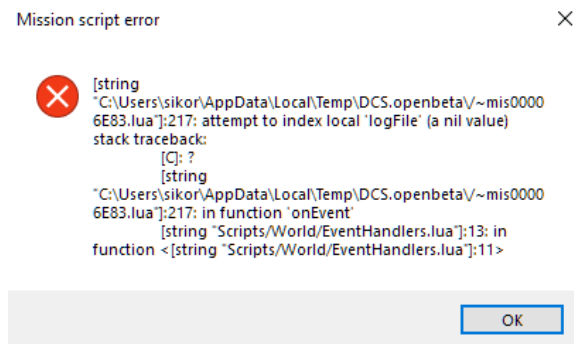 Mission script error
[string
"C:\Users\sikor\AppData\Local\Temp\DCS.openbeta\/~mis0000
6E83.lua"]:217: attempt to index local 'logFile' (a nil value)
stack traceback:
[C]: ?
[string
"C:\Users\sikor\AppData\Local\Temp\DCS.openbeta\/~mis0000
6E83.lua"]:217: in function 'onEvent'
[string "Scripts/World/EventHandlers.lua"]:13: in
function <[string "Scripts/World/EventHandlers.lua"]:11>
OK